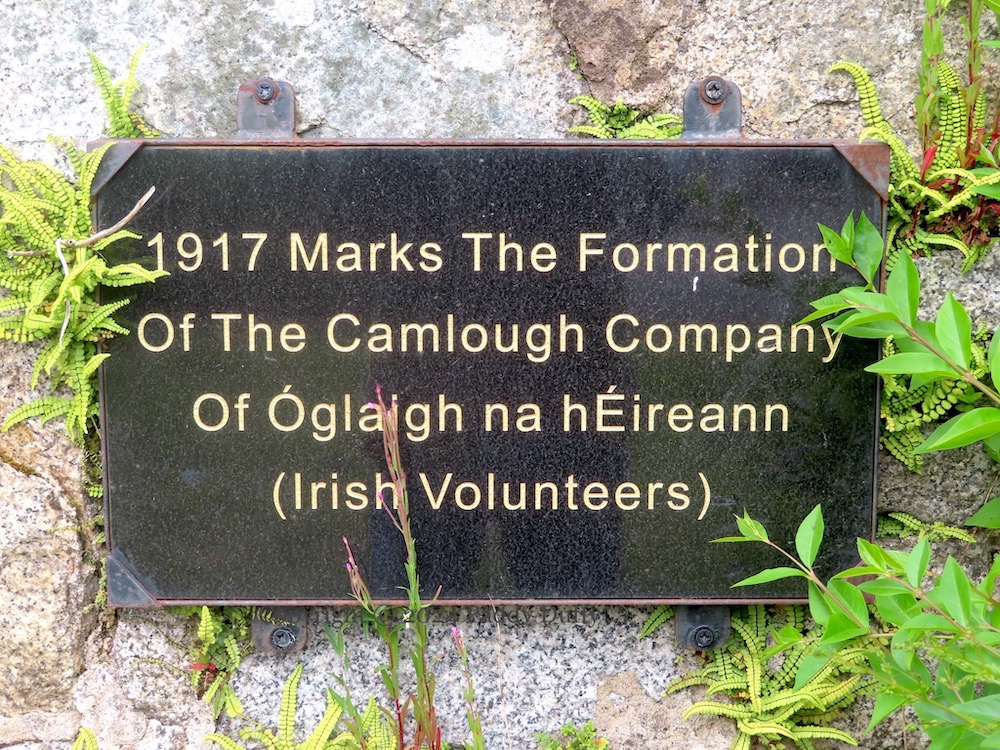 1917 Marks The Formation
Of The Camlough Company
Of Óglaigh na hÉireann
(Irish Volunteers)